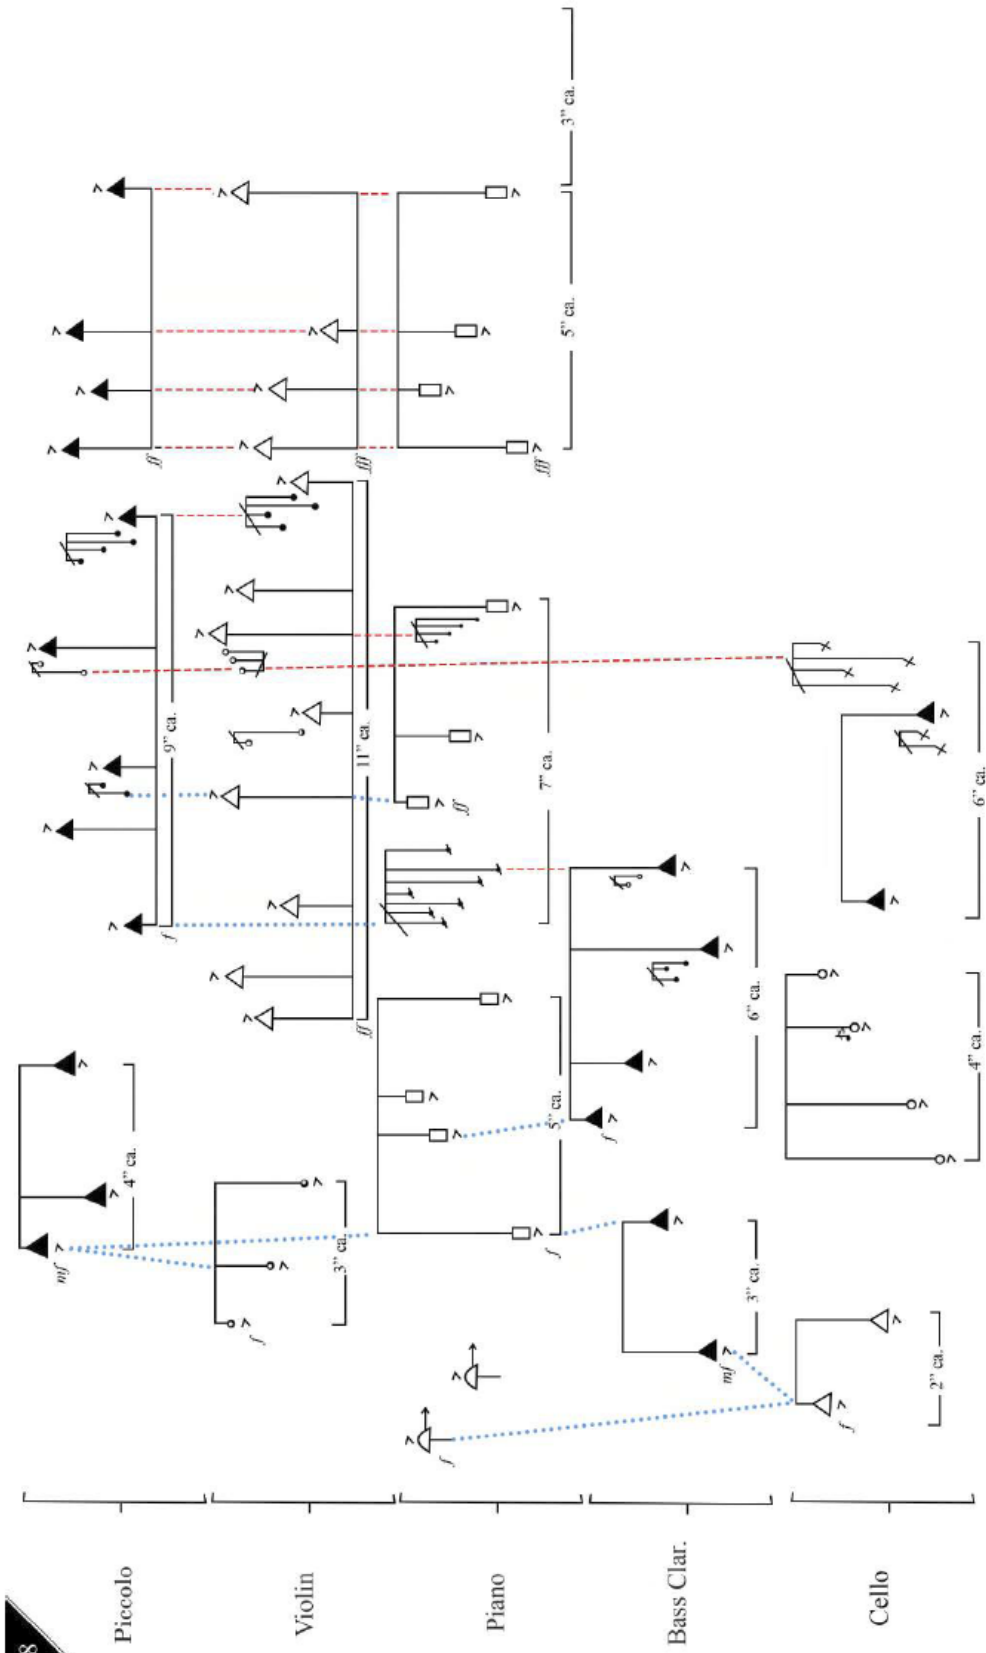 8
Piccolo
mf
4” ca.
f
9” ca.
ff
Violin
f
3” ca.
ff
11” ca.
fff
Piano
f
f
5” ca.
7” ca.
ff
fff
5” ca.
3” ca.
Bass Clar.
mf
3” ca.
f
6” ca.
Cello
f
2” ca.
4” ca.
6” ca.